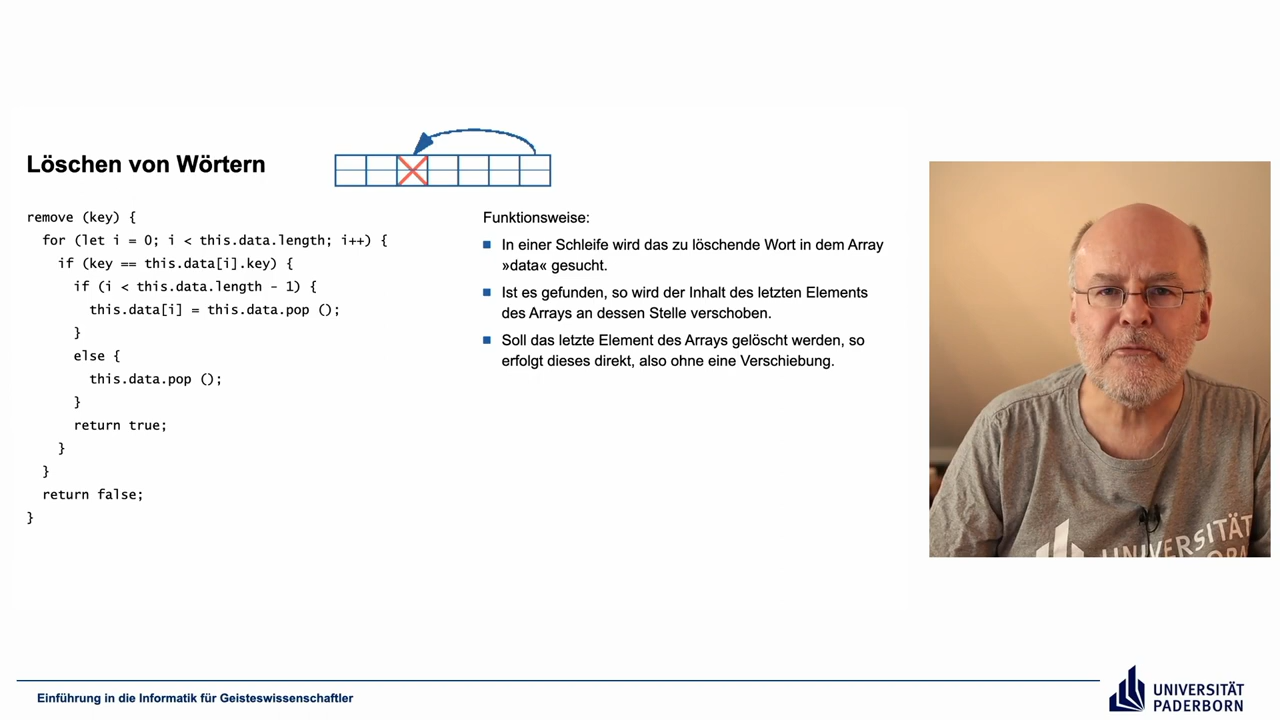 Löschen von Wörtern
remove (key) {
for (let i = 0; i < this.data.length; i++) {
if (key == this.data[i].key) {
if (i < this.data.length - 1) {
this.data[i] = this.data.pop ();
}
else {
this.data.pop ();
}
return true;
}
}
return false;
}
Funktionsweise:
In einer Schleife wird das zu löschende Wort in dem Array
»data« gesucht.
Ist es gefunden, so wird der Inhalt des letzten Elements
des Arrays an dessen Stelle verschoben.
Soll das letzte Element des Arrays gelöscht werden, so
erfolgt dieses direkt, also ohne eine Verschiebung.
UNIVERSITÄT
Einführung in die Informatik für Geisteswissenschaftler
UNIVERSITÄT
PADERBORN